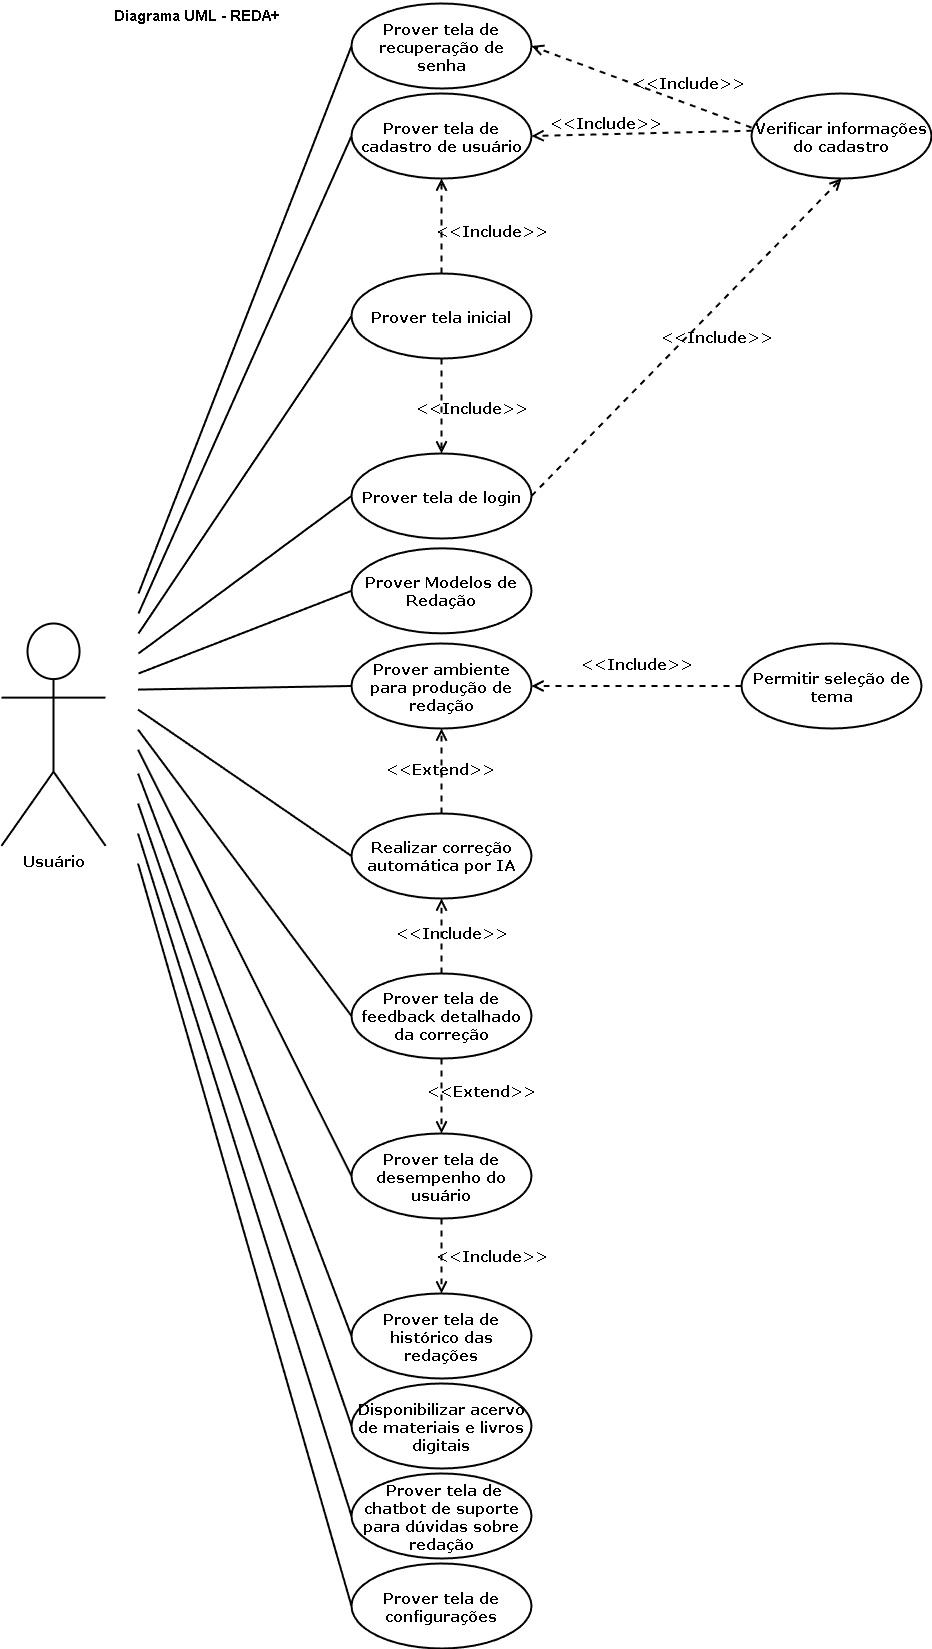 Diagrama UML - REDA+
Prover tela de
recuperação de
senha
<<Include>>
Prover tela de
cadastro de usuário
<<Include>>
Verificar informações
do cadastro
<<Include>>
Prover tela inicial
<<Include>>
<<Include>>
Prover tela de login
Prover Modelos de
Redação
Prover ambiente
para produção de
redação
<<Include>>
Permitir seleção de
tema
<<Extend>>
Realizar correção
automática por IA
Usuário
<<Include>>
Prover tela de
feedback detalhado
da correção
<<Extend>>
Prover tela de
desempenho do
usuário
<<Include>>
Prover tela de
histórico das
redações
Disponibilizar acervo
de materiais e livros
digitais
Prover tela de
chatbot de suporte
para dúvidas sobre
redação
Prover tela de
configurações